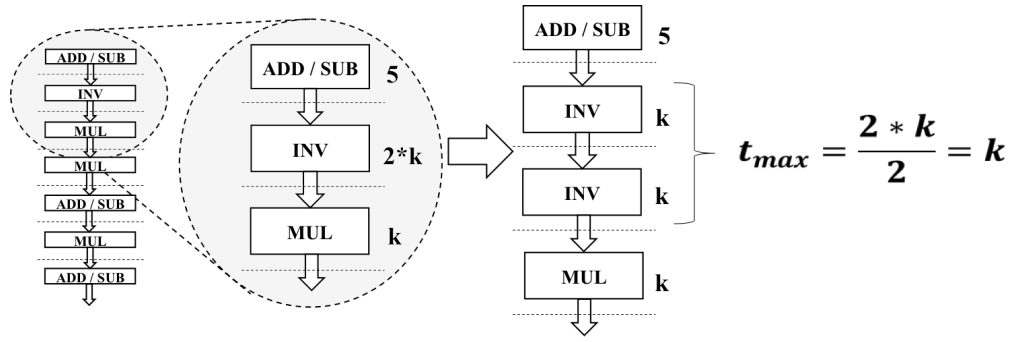 ADD / SUB
INV
MUL
MUL
ADD / SUB
MUL
ADD / SUB
ADD / SUB 5
INV 2*k
MUL k
ADD / SUB 5
INV k
INV k
MUL k
t_max = (2 * k) / 2 = k